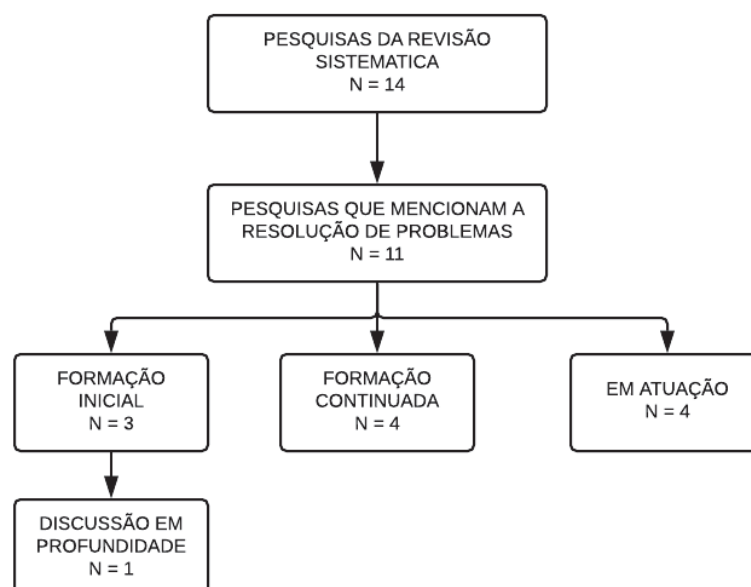 PESQUISAS DA REVISÃO
SISTEMATICA
N = 14
PESQUISAS QUE MENCIONAM A
RESOLUÇÃO DE PROBLEMAS
N = 11
FORMAÇÃO
INICIAL
N = 3
FORMAÇÃO
CONTINUADA
N = 4
EM ATUAÇÃO
N = 4
DISCUSSÃO EM
PROFUNDIDADE
N = 1